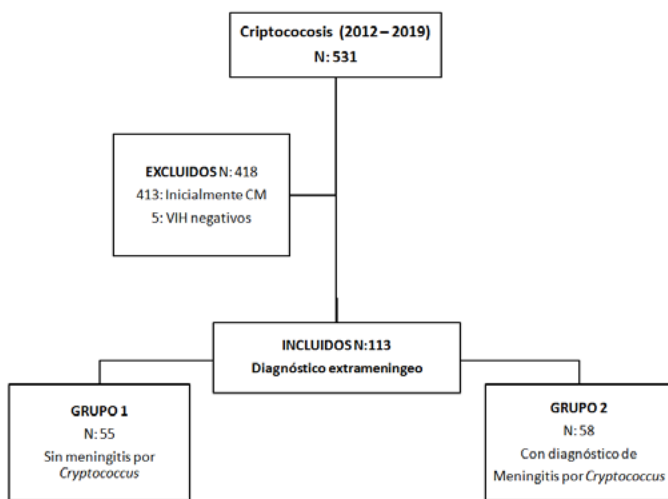 Criptococosis (2012 – 2019)
N: 531
EXCLUIDOS N: 418
413: Inicialmente CM
5: VIH negativos
INCLUIDOS N:113
Diagnóstico extrameningeo
GRUPO 1
N: 55
Sin meningitis por
Cryptococcus
GRUPO 2
N: 58
Con diagnóstico de
Meningitis por Cryptococcus